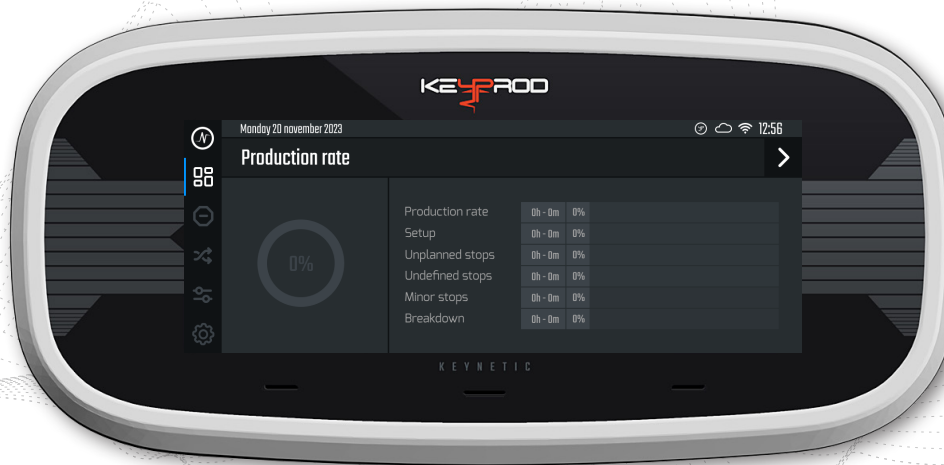 KEYPROD
Monday 20 november 2023 12:56
Production rate
0%
Production rate 0h - 0m 0%
Setup 0h - 0m 0%
Unplanned stops 0h - 0m 0%
Undefined stops 0h - 0m 0%
Minor stops 0h - 0m 0%
Breakdown 0h - 0m 0%
KEYNETIC